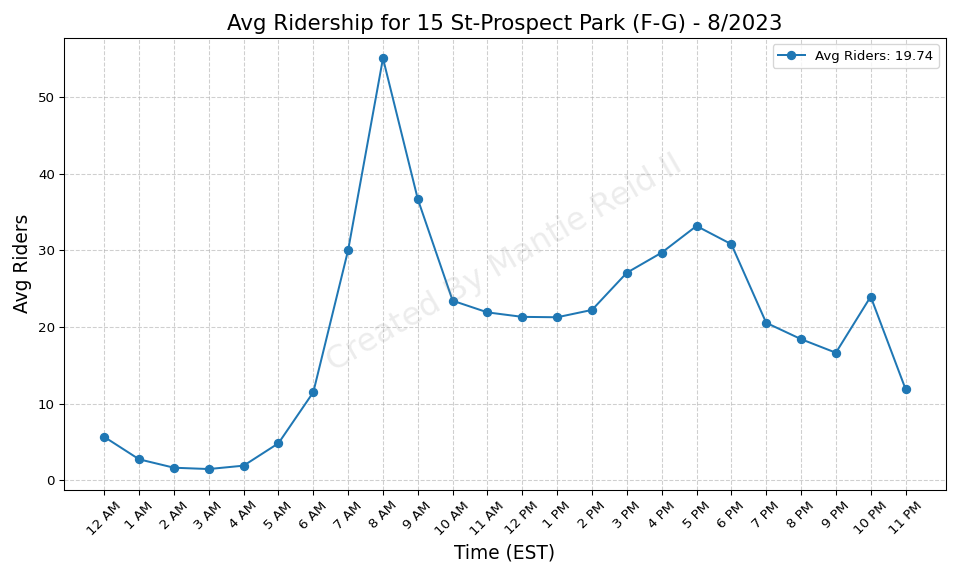 Avg Ridership for 15 St-Prospect Park (F-G) - 8/2023
Avg Riders: 19.74
Avg Riders
50
40
30
20
10
0
Created By Mantie Reid II
12 AM
1 AM
2 AM
3 AM
4 AM
5 AM
6 AM
7 AM
8 AM
9 AM
10 AM
11 AM
12 PM
1 PM
2 PM
3 PM
4 PM
5 PM
6 PM
7 PM
8 PM
9 PM
10 PM
11 PM
Time (EST)